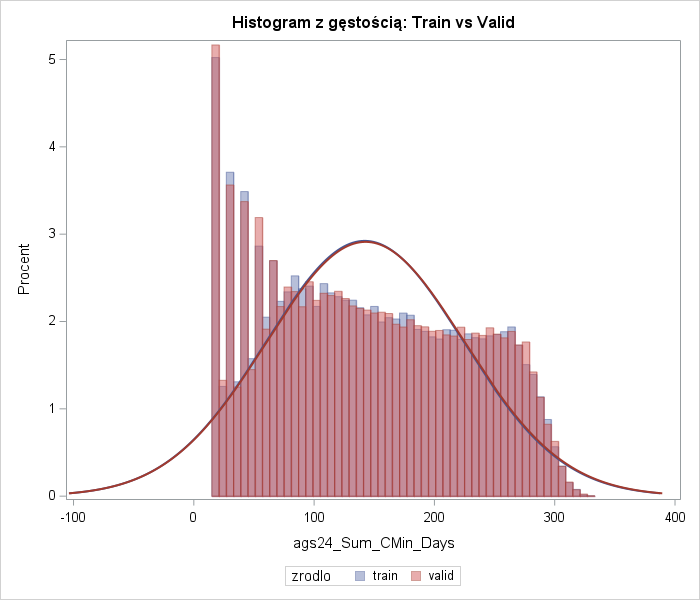 Histogram z gęstością: Train vs Valid
5
4
3
2
1
0
Procent
-100 0 100 200 300 400
ags24_Sum_CMin_Days
zrodlo train valid